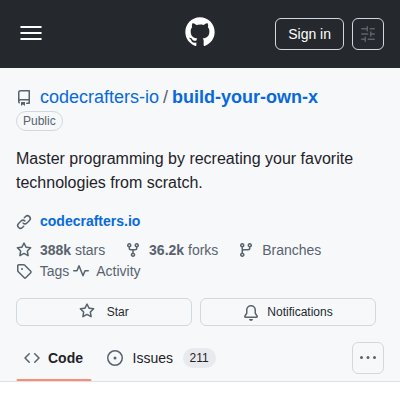 Sign in
codecrafters-io / build-your-own-x
Public
Master programming by recreating your favorite
technologies from scratch.
codecrafters.io
388k stars 36.2k forks Branches
Tags Activity
Star Notifications
Code Issues 211